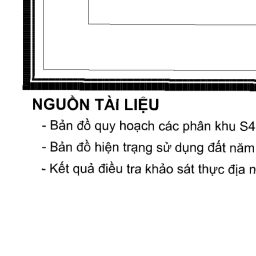 NGUỒN TÀI LIỆU
- Bản đồ quy hoạch các phân khu S4
- Bản đồ hiện trạng sử dụng đất năm
- Kết quả điều tra khảo sát thực địa n